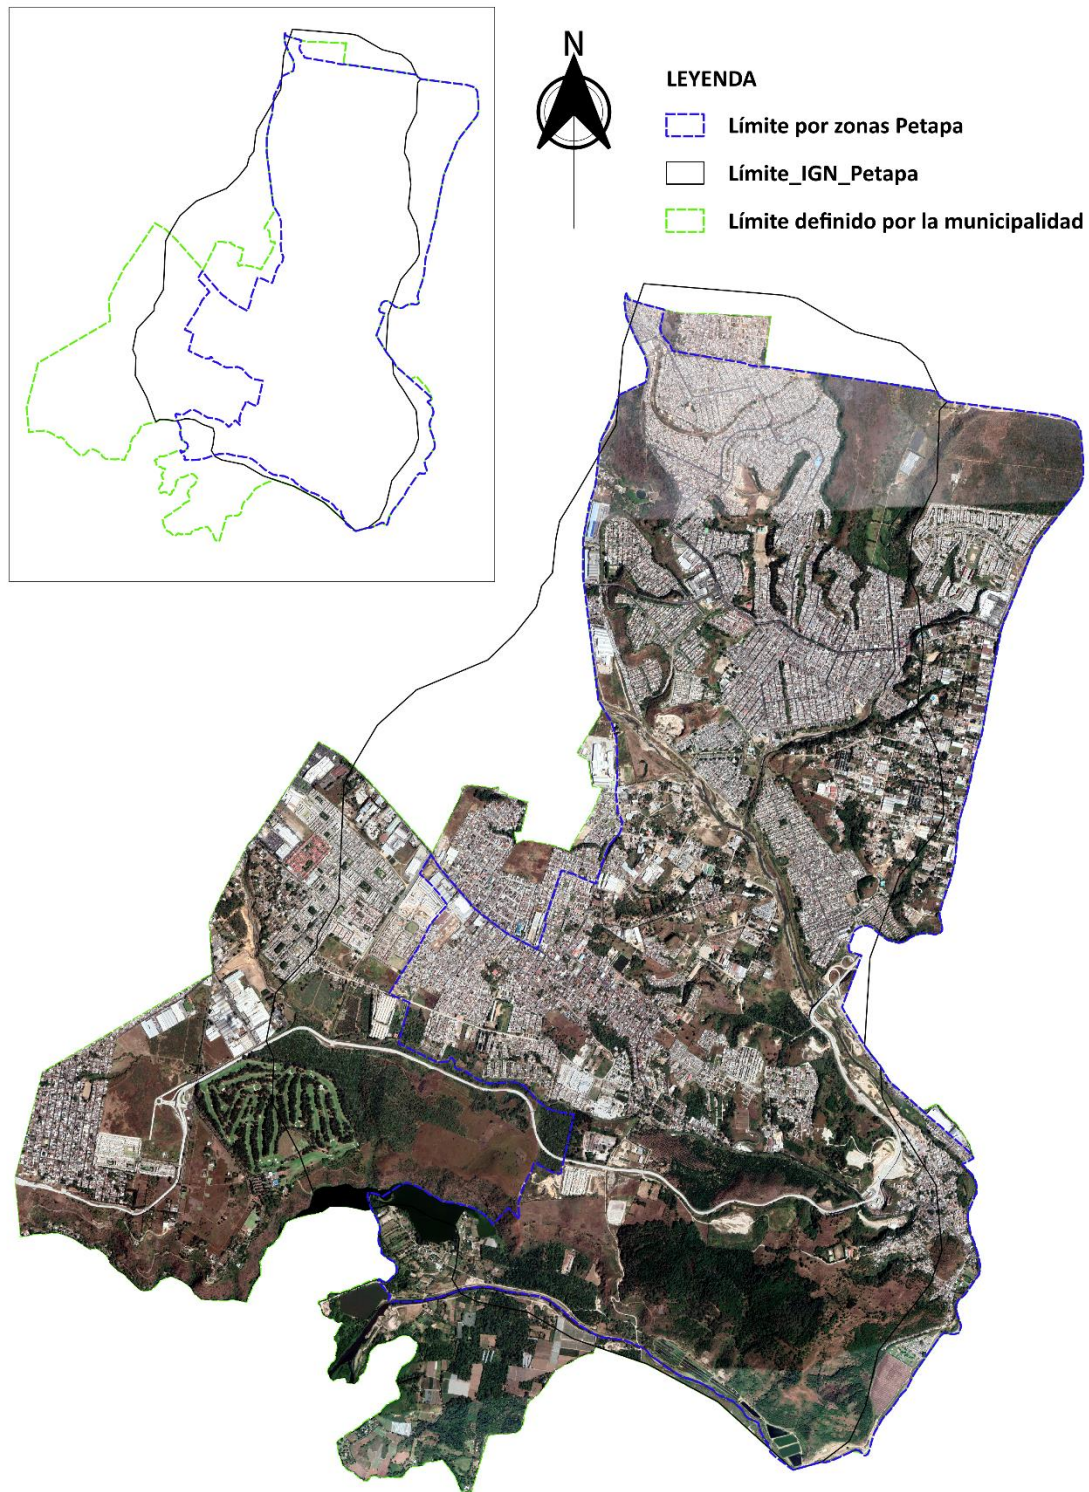 N
LEYENDA
Límite por zonas Petapa
Límite_IGN_Petapa
Límite definido por la municipalidad